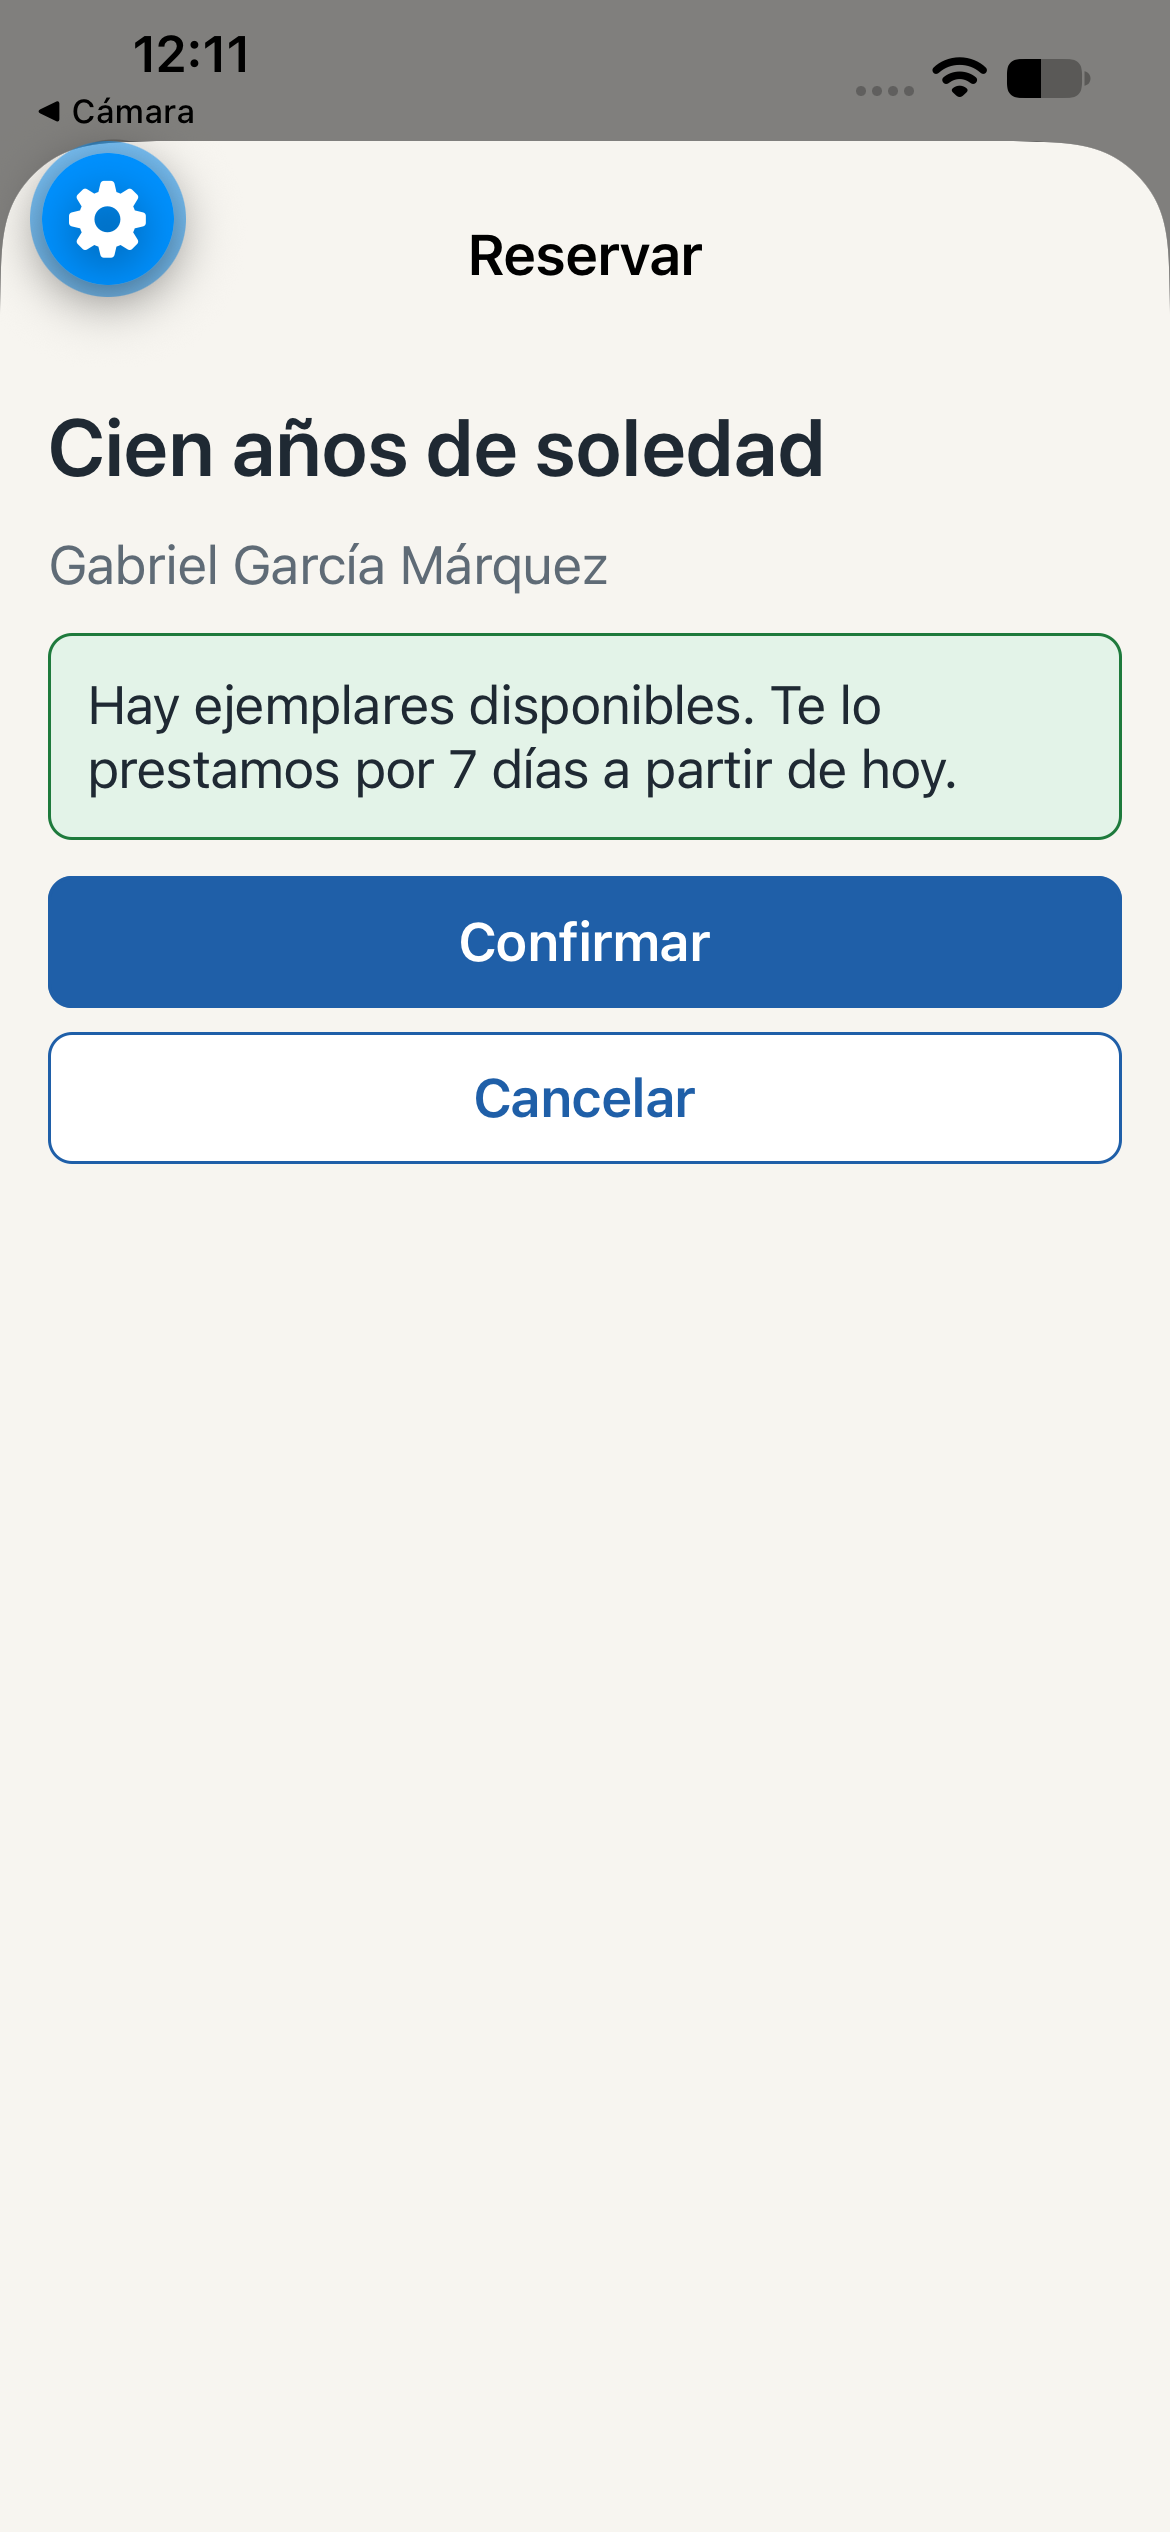 12:11
◀ Cámara
Reservar
Cien años de soledad
Gabriel García Márquez
Hay ejemplares disponibles. Te lo
prestamos por 7 días a partir de hoy.
Confirmar
Cancelar